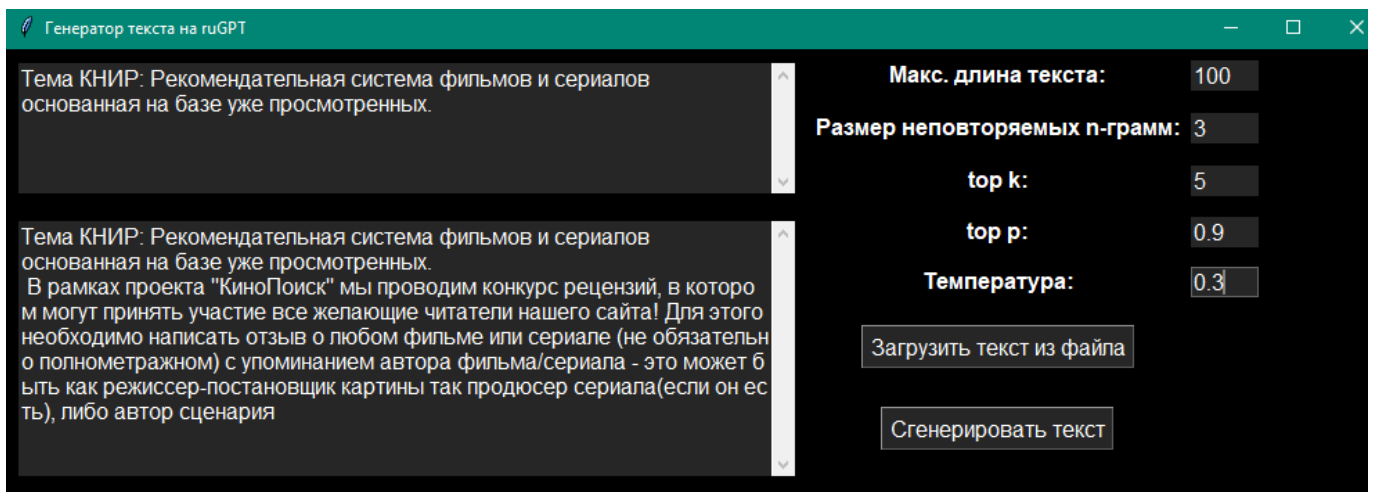 Генератор текста на ruGPT
Тема КНИР: Рекомендательная система фильмов и сериалов
основанная на базе уже просмотренных.
Тема КНИР: Рекомендательная система фильмов и сериалов
основанная на базе уже просмотренных.
В рамках проекта "КиноПоиск" мы проводим конкурс рецензий, в которо
м могут принять участие все желающие читатели нашего сайта! Для этого
необходимо написать отзыв о любом фильме или сериале (не обязательн
о полнометражном) с упоминанием автора фильма/сериала - это может б
ыть как режиссер-постановщик картины так продюсер сериала(если он ес
ть), либо автор сценария
Макс. длина текста: 100
Размер неповторяемых n-грамм: 3
top k: 5
top p: 0.9
Температура: 0.3
Загрузить текст из файла
Сгенерировать текст